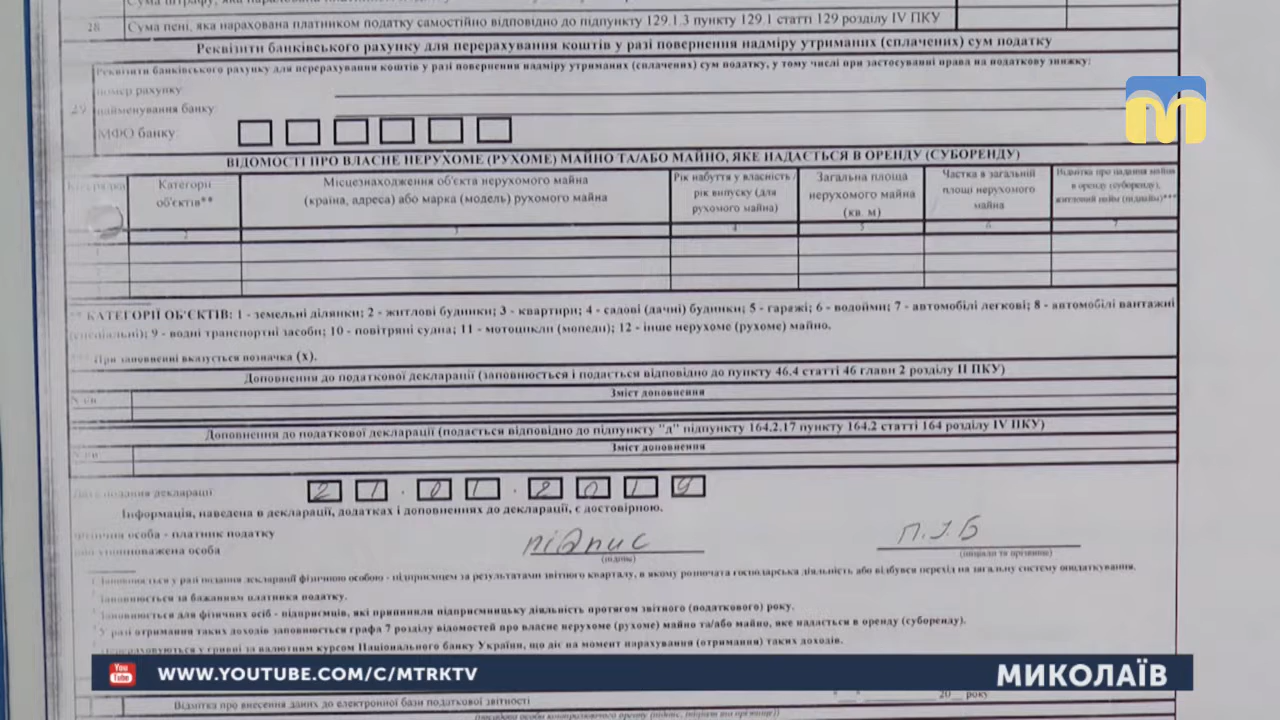 28 Сума пені, яка нарахована платником податку самостійно відповідно до підпункту 129.1.3 пункту 129.1 статті 129 розділу IV ПКУ
Реквізити банківського рахунку для перерахування коштів у разі повернення надміру утриманих (сплачених) сум податку
Реквізити банківського рахунку для перерахування коштів у разі повернення надміру утриманих (сплачених) сум податку, у тому числі при застосуванні права на податкову знижку:
номер рахунку
29 найменування банку
МФО банку:
ВІДОМОСТІ ПРО ВЛАСНЕ НЕРУХОМЕ (РУХОМЕ) МАЙНО ТА/АБО МАЙНО, ЯКЕ НАДАЄТЬСЯ В ОРЕНДУ (СУБОРЕНДУ)
Категорії об'єктів** Місцезнаходження об'єкта нерухомого майна (країна, адреса) або марка (модель) рухомого майна Рік набуття у власність / рік випуску (для рухомого майна) Загальна площа нерухомого майна (кв. м) Частка в загальній площі нерухомого майна Відмітка про надання майна в оренду (суборенду), житловий найм (піднайм)***
2 3 4 5 6 7
** КАТЕГОРІЇ ОБ'ЄКТІВ: 1 - земельні ділянки; 2 - житлові будинки; 3 - квартири; 4 - садові (дачні) будинки; 5 - гаражі; 6 - водойми; 7 - автомобілі легкові; 8 - автомобілі вантажні
(спеціальні); 9 - водні транспортні засоби; 10 - повітряні судна; 11 - мотоцикли (мопеди); 12 - інше нерухоме (рухоме) майно.
При заповненні вказується позначка (х).
Доповнення до податкової декларації (заповнюється і подається відповідно до пункту 46.4 статті 46 глави 2 розділу II ПКУ)
Зміст доповнення
Доповнення до податкової декларації (подається відповідно до підпункту "д" підпункту 164.2.17 пункту 164.2 статті 164 розділу IV ПКУ)
Зміст доповнення
Дата подання декларації 21.01.2019
Інформація, наведена в декларації, додатках і доповненнях до декларації, є достовірною.
фізична особа - платник податку
або уповноважена особа підпис П.І.Б
(підпис) (ініціали та прізвище)
Заповнюється у разі подання декларації фізичною особою - підприємцем за результатами звітного кварталу, в якому розпочата господарська діяльність або відбувся перехід на загальну систему оподаткування.
Заповнюється за бажанням платника податку.
Заповнюється для фізичних осіб - підприємців, які припинили підприємницьку діяльність протягом звітного (податкового) року.
У разі отримання таких доходів заповнюється графа 7 розділу відомостей про власне нерухоме (рухоме) майно та/або майно, яке надається в оренду (суборенду).
Перераховуються у гривні за валютним курсом Національного банку України, що діє на момент нарахування (отримання) таких доходів.
You Tube WWW.YOUTUBE.COM/C/MTRKTV МИКОЛАЇВ
Відмітка про внесення даних до електронної бази податкової звітності 20 року